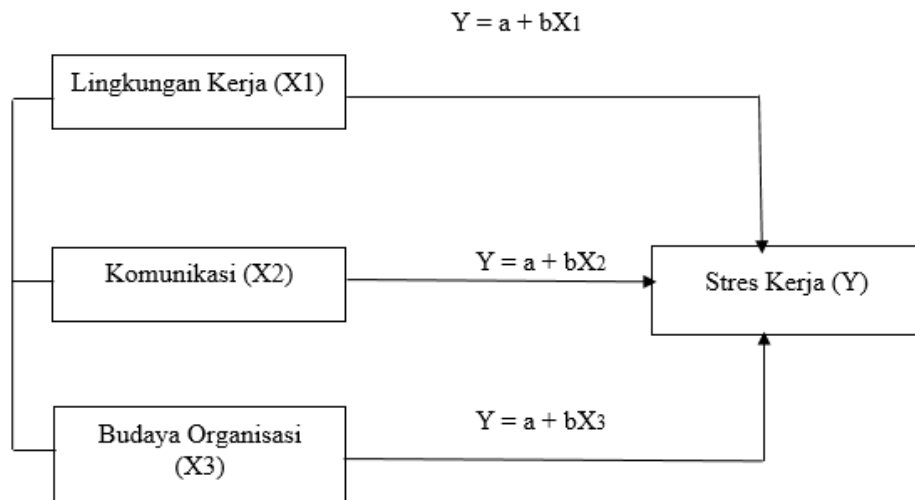 Y = a + bX1
Lingkungan Kerja (X1)
Komunikasi (X2)
Y = a + bX2
Stres Kerja (Y)
Budaya Organisasi
(X3)
Y = a + bX3